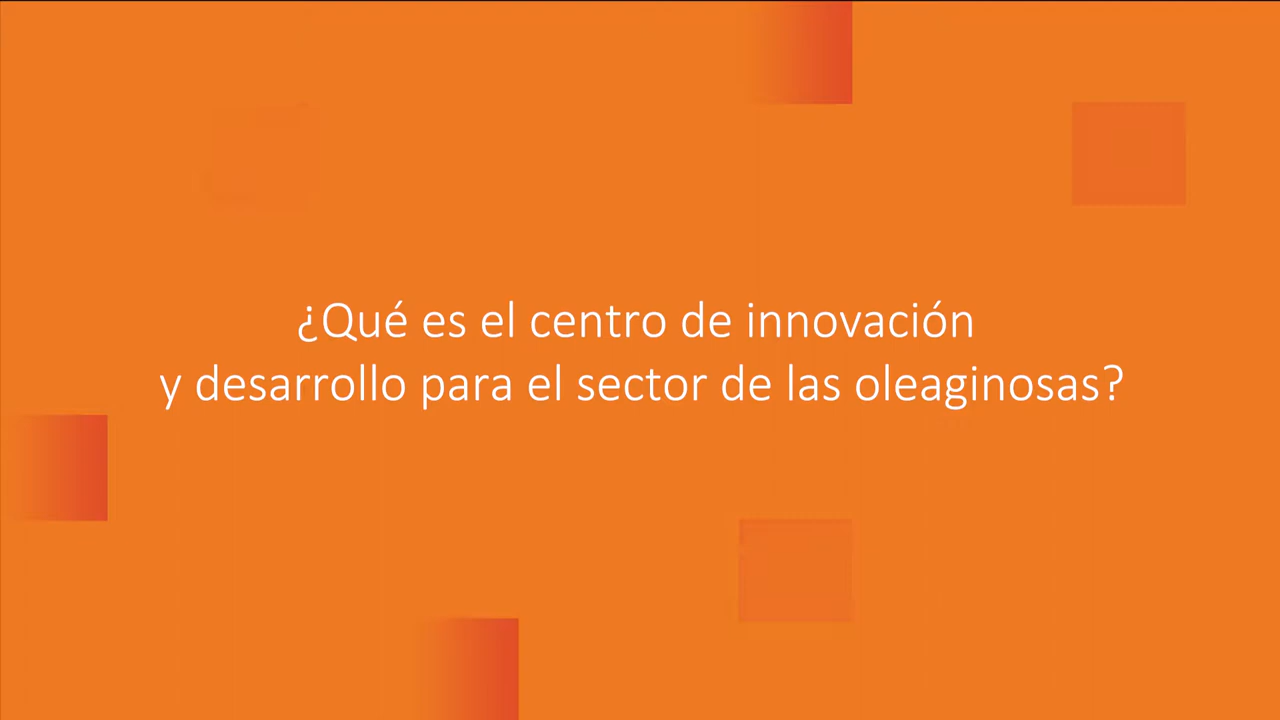 ¿Qué es el centro de innovación
y desarrollo para el sector de las oleaginosas?